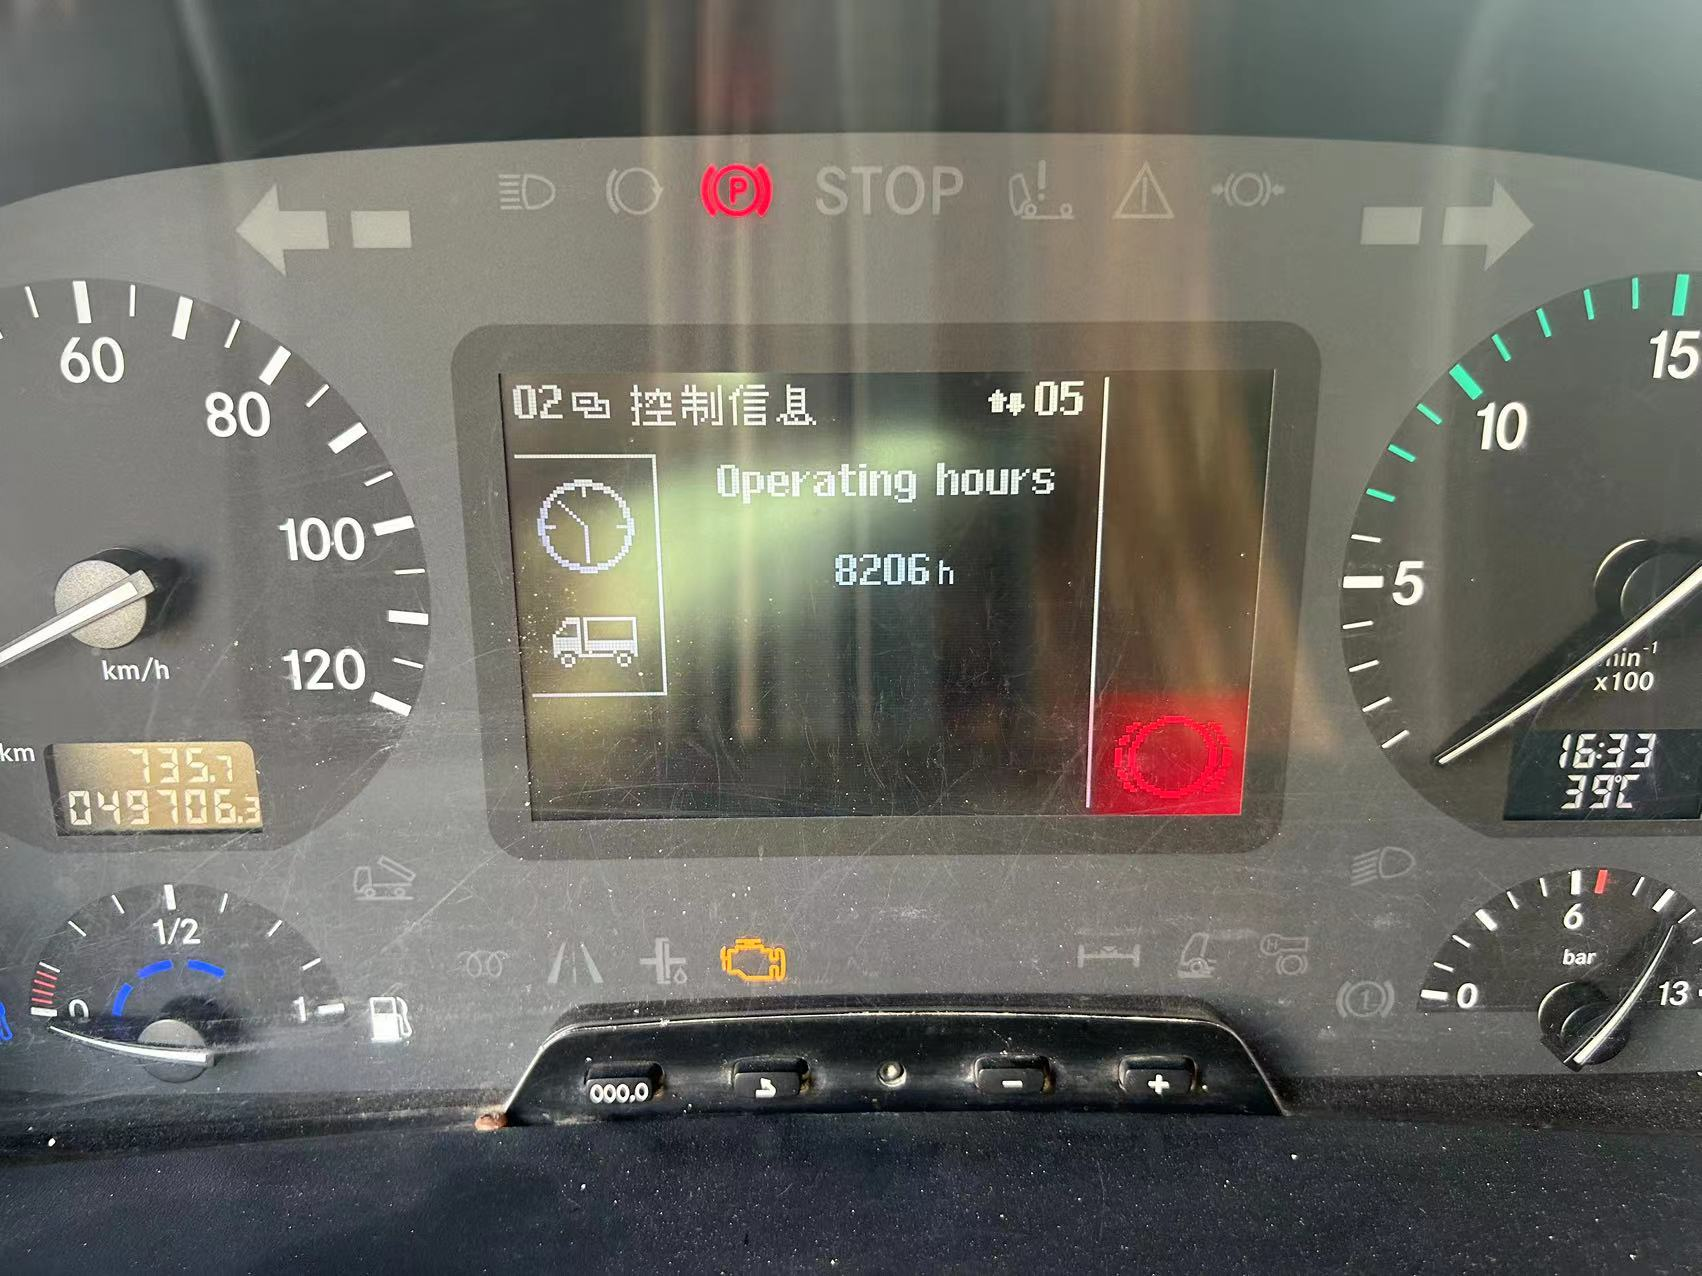 STOP
60
80
100
120
km/h
km
735.7
049706.3
02 控制信息 05
Operating hours
8206 h
15
10
5
min-1
x100
16:33
39℃
0
1/2
1
0
6
bar
13
000,0
-
+